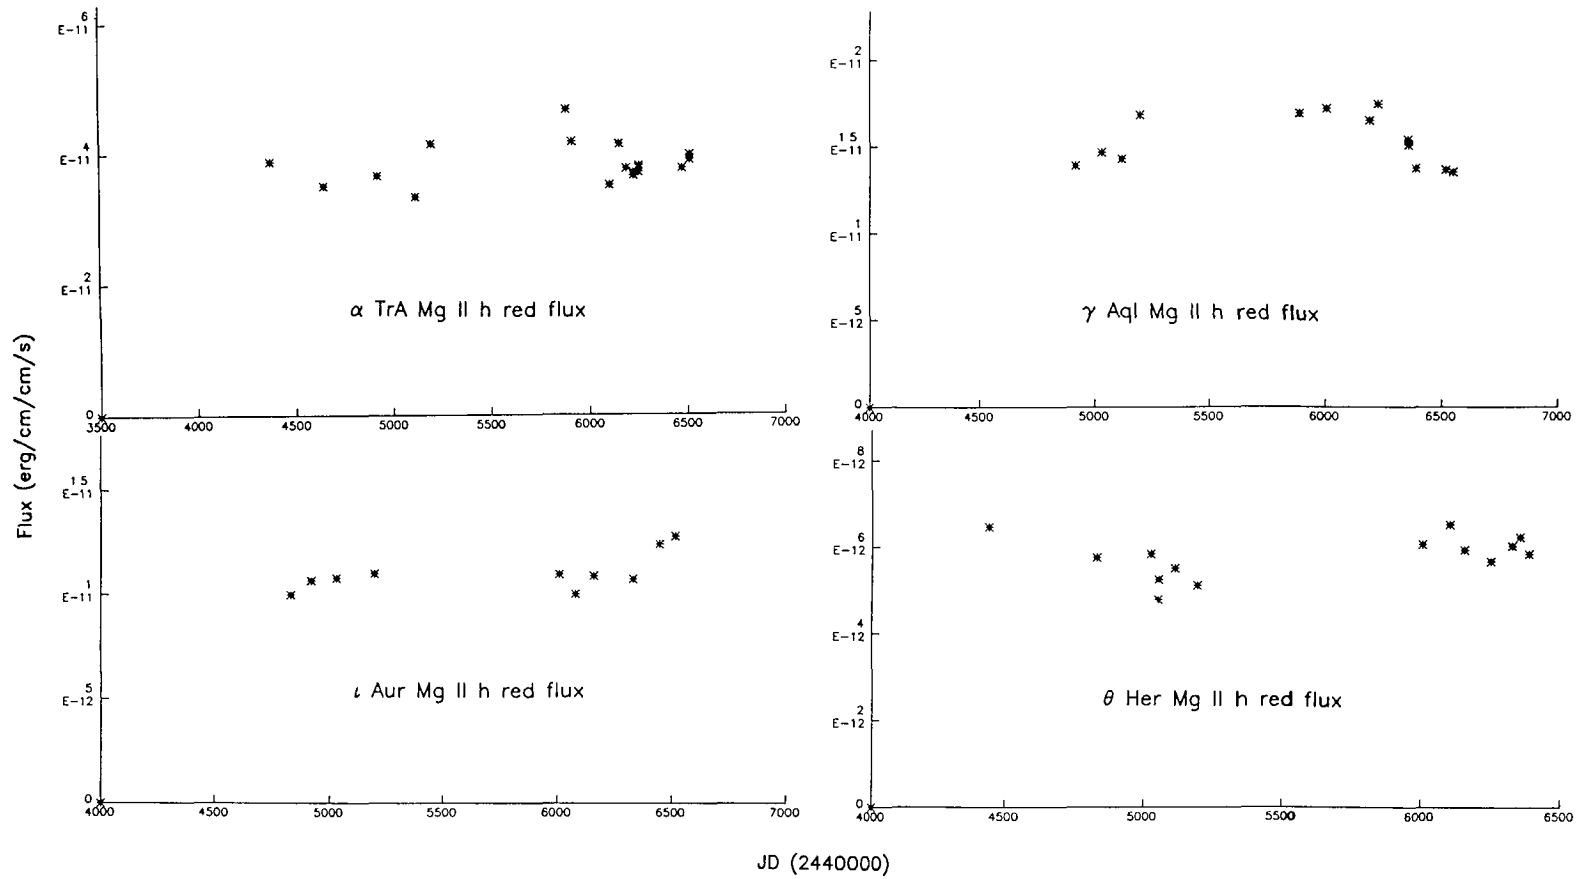 6
E-11
4
E-11
2
E-11
0
α TrA Mg II h red flux
3500 4000 4500 5000 5500 6000 6500 7000
2
E-11
1.5
E-11
1
E-11
5
E-12
0
γ Aql Mg II h red flux
4000 4500 5000 5500 6000 6500 7000
Flux (erg/cm/cm/s)
1.5
E-11
1
E-11
5
E-12
0
ι Aur Mg II h red flux
4000 4500 5000 5500 6000 6500 7000
8
E-12
6
E-12
4
E-12
2
E-12
0
θ Her Mg II h red flux
4000 4500 5000 5500 6000 6500
JD (2440000)